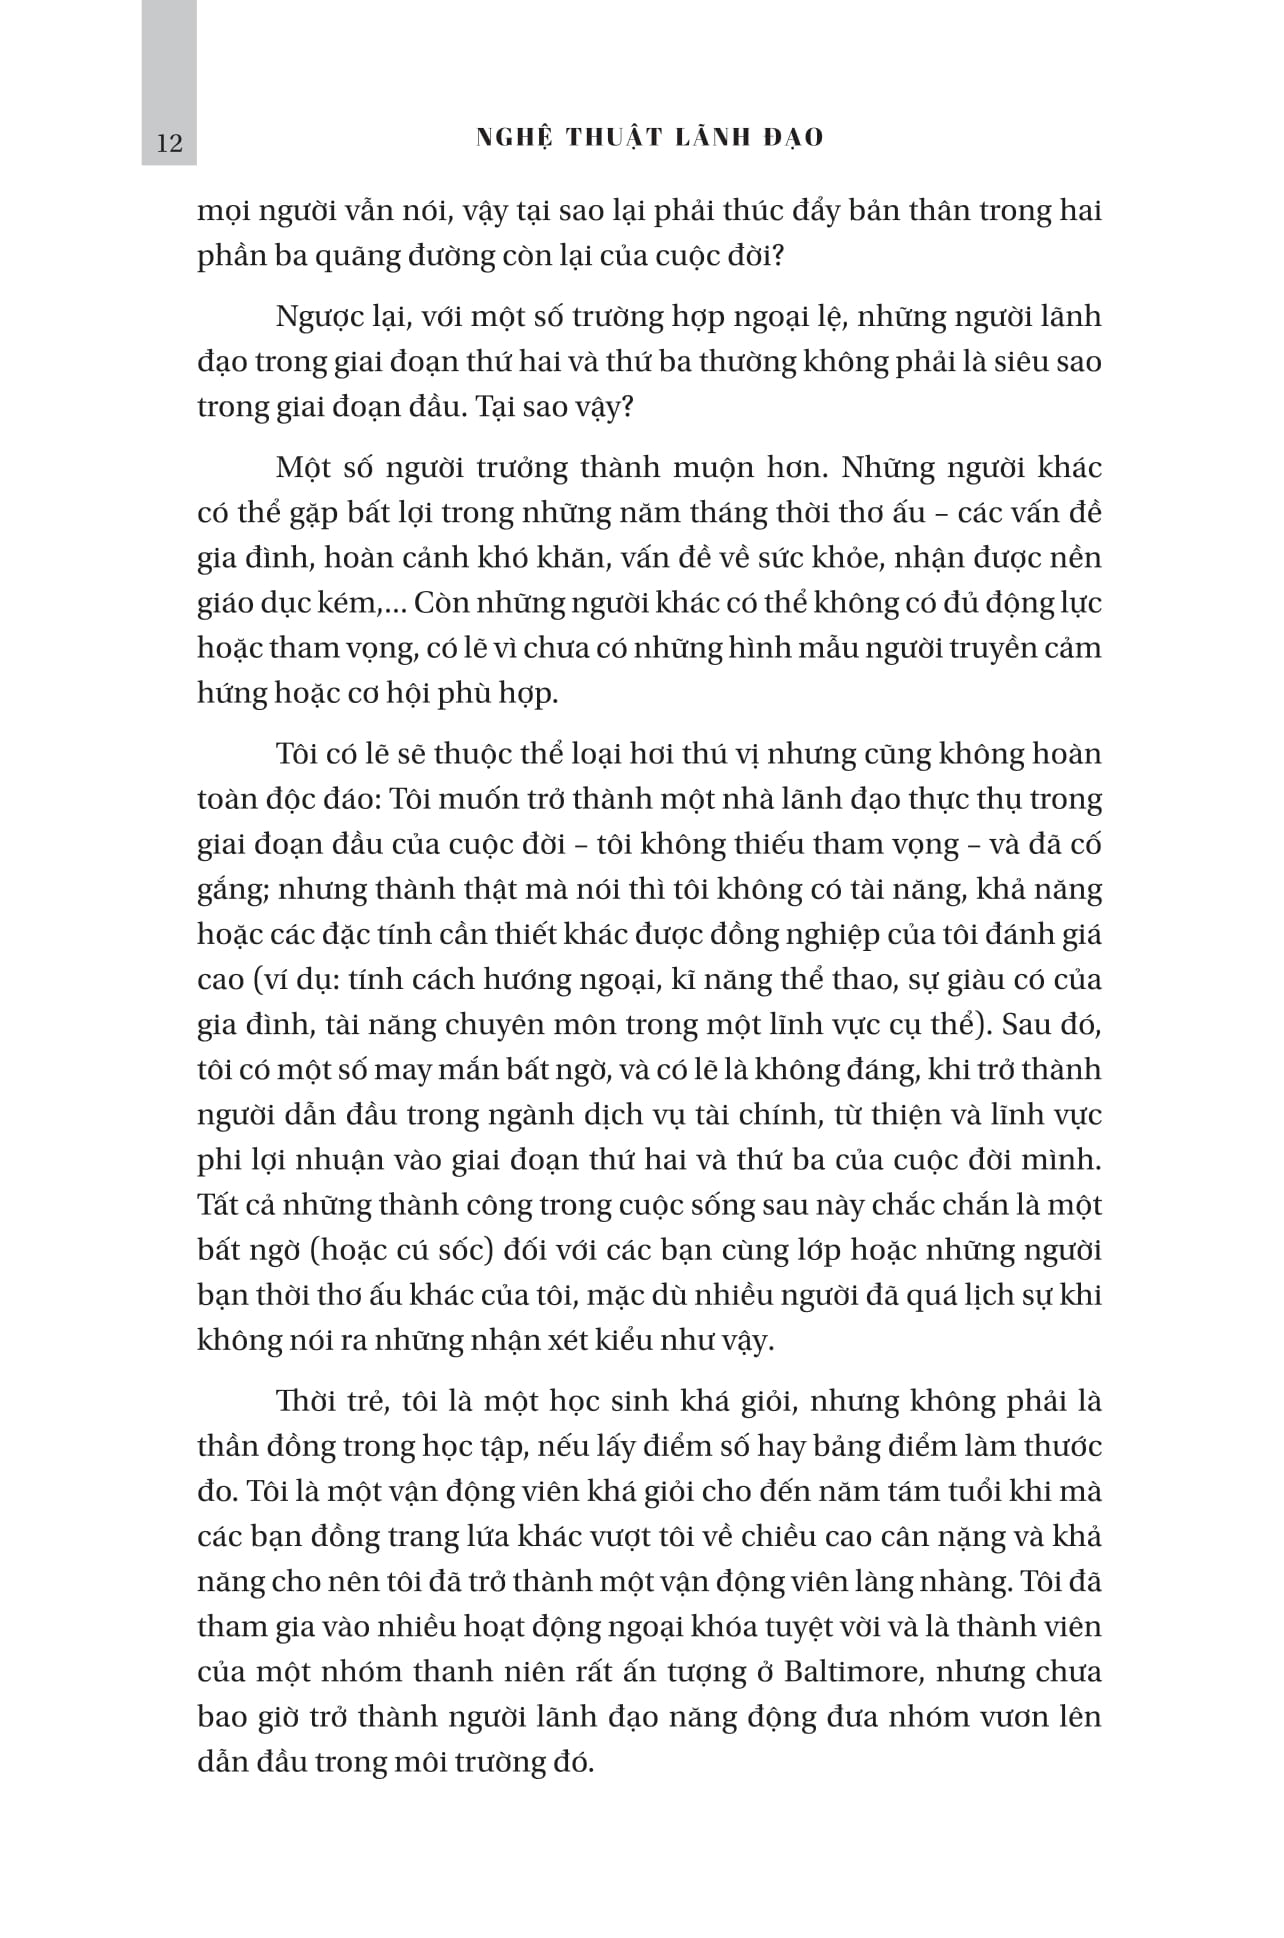 12
NGHỆ THUẬT LÃNH ĐẠO
mọi người vẫn nói, vậy tại sao lại phải thúc đẩy bản thân trong hai
phần ba quãng đường còn lại của cuộc đời?
Ngược lại, với một số trường hợp ngoại lệ, những người lãnh
đạo trong giai đoạn thứ hai và thứ ba thường không phải là siêu sao
trong giai đoạn đầu. Tại sao vậy?
Một số người trưởng thành muộn hơn. Những người khác
có thể gặp bất lợi trong những năm tháng thời thơ ấu – các vấn đề
gia đình, hoàn cảnh khó khăn, vấn đề về sức khỏe, nhận được nền
giáo dục kém,... Còn những người khác có thể không có đủ động lực
hoặc tham vọng, có lẽ vì chưa có những hình mẫu người truyền cảm
hứng hoặc cơ hội phù hợp.
Tôi có lẽ sẽ thuộc thể loại hơi thú vị nhưng cũng không hoàn
toàn độc đáo: Tôi muốn trở thành một nhà lãnh đạo thực thụ trong
giai đoạn đầu của cuộc đời – tôi không thiếu tham vọng – và đã cố
gắng; nhưng thành thật mà nói thì tôi không có tài năng, khả năng
hoặc các đặc tính cần thiết khác được đồng nghiệp của tôi đánh giá
cao (ví dụ: tính cách hướng ngoại, kĩ năng thể thao, sự giàu có của
gia đình, tài năng chuyên môn trong một lĩnh vực cụ thể). Sau đó,
tôi có một số may mắn bất ngờ, và có lẽ là không đáng, khi trở thành
người dẫn đầu trong ngành dịch vụ tài chính, từ thiện và lĩnh vực
phi lợi nhuận vào giai đoạn thứ hai và thứ ba của cuộc đời mình.
Tất cả những thành công trong cuộc sống sau này chắc chắn là một
bất ngờ (hoặc cú sốc) đối với các bạn cùng lớp hoặc những người
bạn thời thơ ấu khác của tôi, mặc dù nhiều người đã quá lịch sự khi
không nói ra những nhận xét kiểu như vậy.
Thời trẻ, tôi là một học sinh khá giỏi, nhưng không phải là
thần đồng trong học tập, nếu lấy điểm số hay bảng điểm làm thước
đo. Tôi là một vận động viên khá giỏi cho đến năm tám tuổi khi mà
các bạn đồng trang lứa khác vượt tôi về chiều cao cân nặng và khả
năng cho nên tôi đã trở thành một vận động viên làng nhàng. Tôi đã
tham gia vào nhiều hoạt động ngoại khóa tuyệt vời và là thành viên
của một nhóm thanh niên rất ấn tượng ở Baltimore, nhưng chưa
bao giờ trở thành người lãnh đạo năng động đưa nhóm vươn lên
dẫn đầu trong môi trường đó.